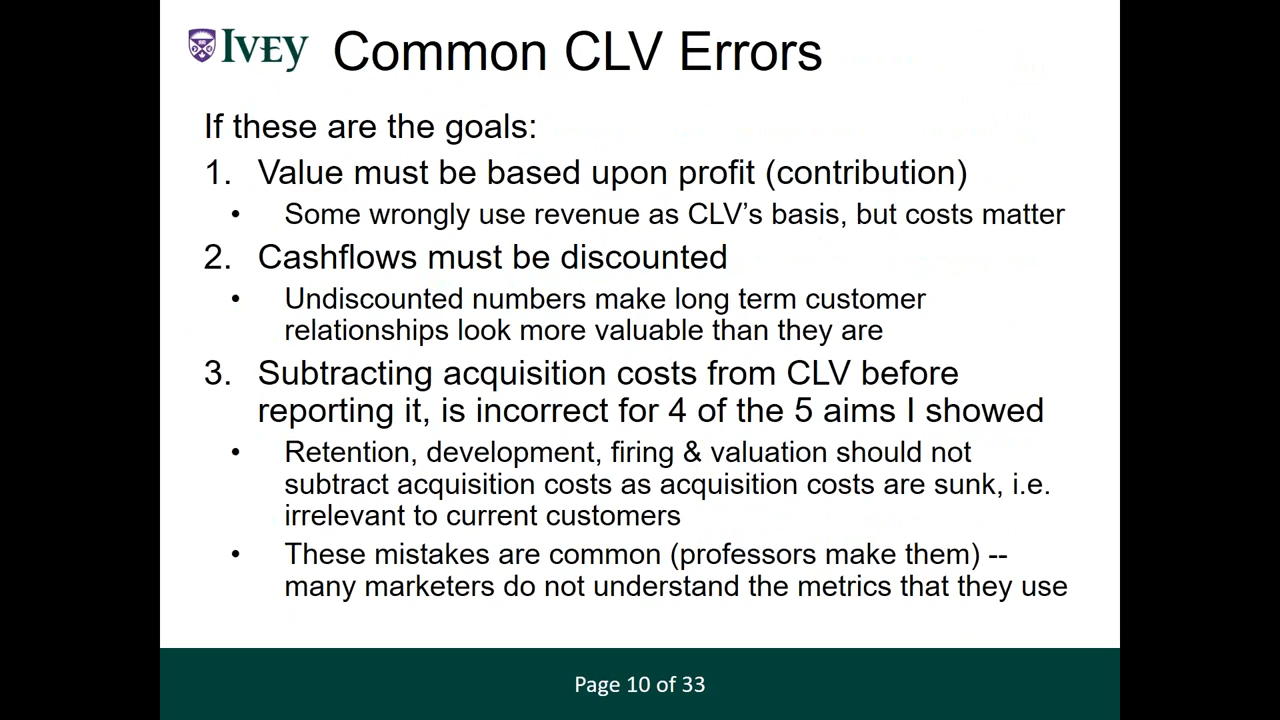 IVEY Common CLV Errors
If these are the goals:
1. Value must be based upon profit (contribution)
• Some wrongly use revenue as CLV’s basis, but costs matter
2. Cashflows must be discounted
• Undiscounted numbers make long term customer
relationships look more valuable than they are
3. Subtracting acquisition costs from CLV before
reporting it, is incorrect for 4 of the 5 aims I showed
• Retention, development, firing & valuation should not
subtract acquisition costs as acquisition costs are sunk, i.e.
irrelevant to current customers
• These mistakes are common (professors make them) --
many marketers do not understand the metrics that they use
Page 10 of 33